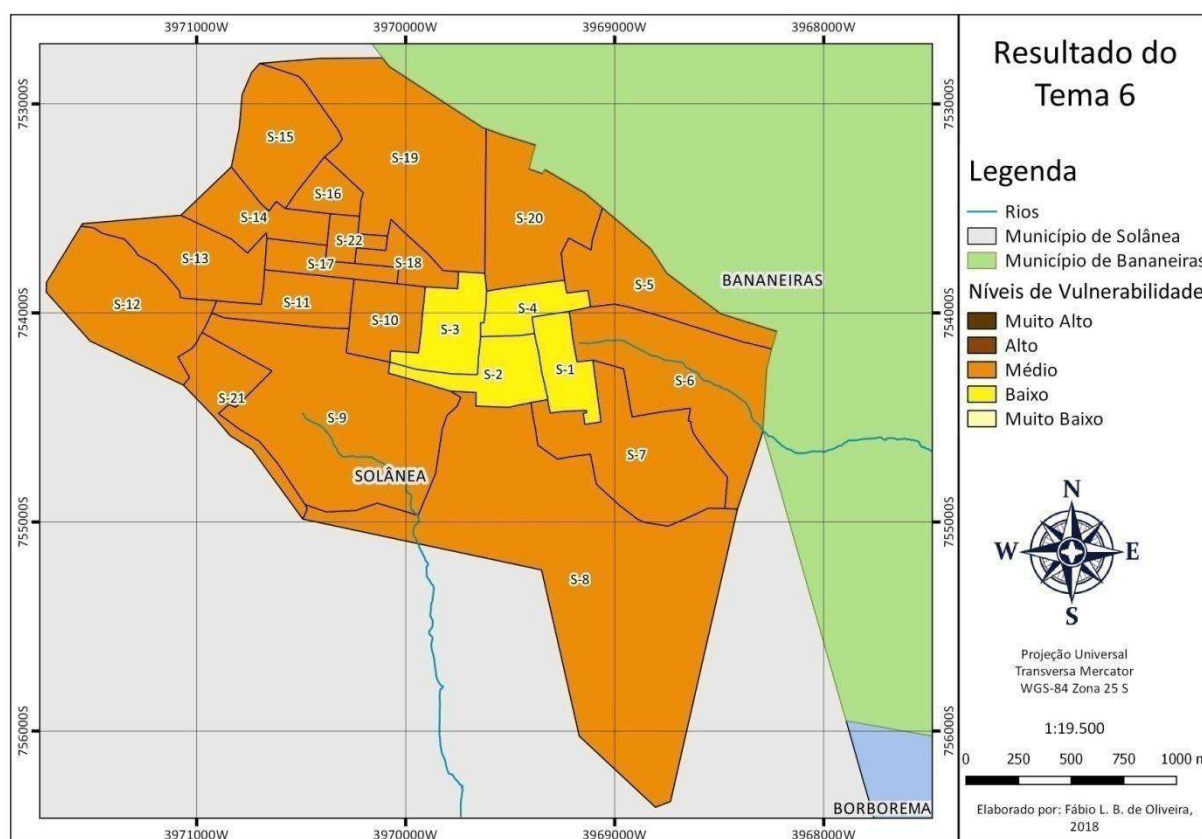 3971000W
3970000W
3969000W
3968000W
7553000S
7554000S
7555000S
7556000S
7553000S
7554000S
7555000S
7556000S
S-15
S-19
S-16
S-20
S-14
S-22
S-13
S-17
S-18
S-5
BANANEIRAS
S-12
S-11
S-10
S-3
S-4
S-2
S-1
S-6
S-21
S-9
S-7
SOLÂNEA
S-8
BORBOREMA
3971000W
3970000W
3969000W
3968000W
Resultado do
Tema 6
Legenda
Rios
Município de Solânea
Município de Bananeiras
Níveis de Vulnerabilidade
Muito Alto
Alto
Médio
Baixo
Muito Baixo
N
W E
S
Projeção Universal
Transversa Mercator
WGS-84 Zona 25 S
1:19.500
0 250 500 750 1000 m
Elaborado por: Fábio L. B. de Oliveira,
2018